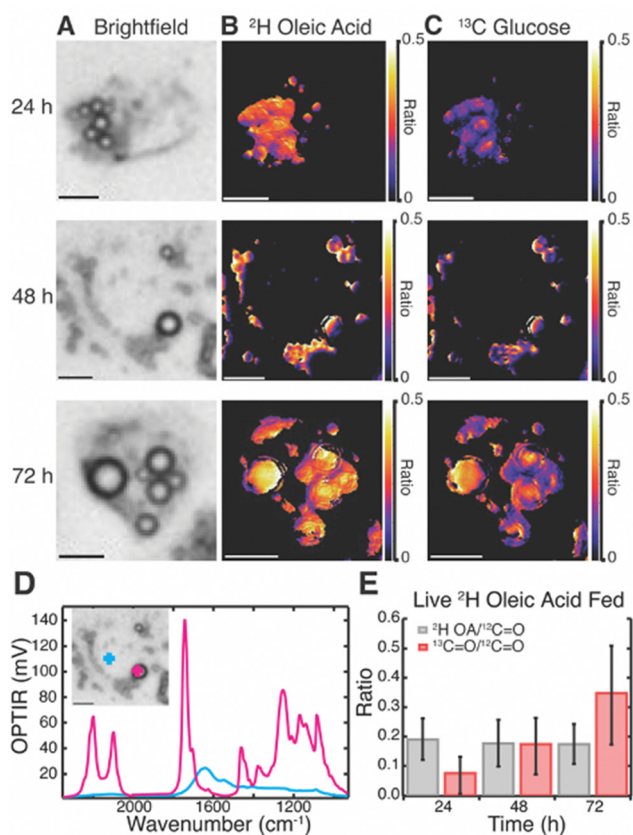 A Brightfield B ²H Oleic Acid C ¹³C Glucose
24 h
0.5
Ratio
0
0.5
Ratio
0
48 h
0.5
Ratio
0
0.5
Ratio
0
72 h
0.5
Ratio
0
0.5
Ratio
0
D
OPTIR (mV)
140
120
100
80
60
40
20
2000 1600 1200
Wavenumber (cm⁻¹)
E Live ²H Oleic Acid Fed
²H OA/¹²C=O
¹³C=O/¹²C=O
Ratio
0.6
0.5
0.4
0.3
0.2
0.1
0.0
24 48 72
Time (h)